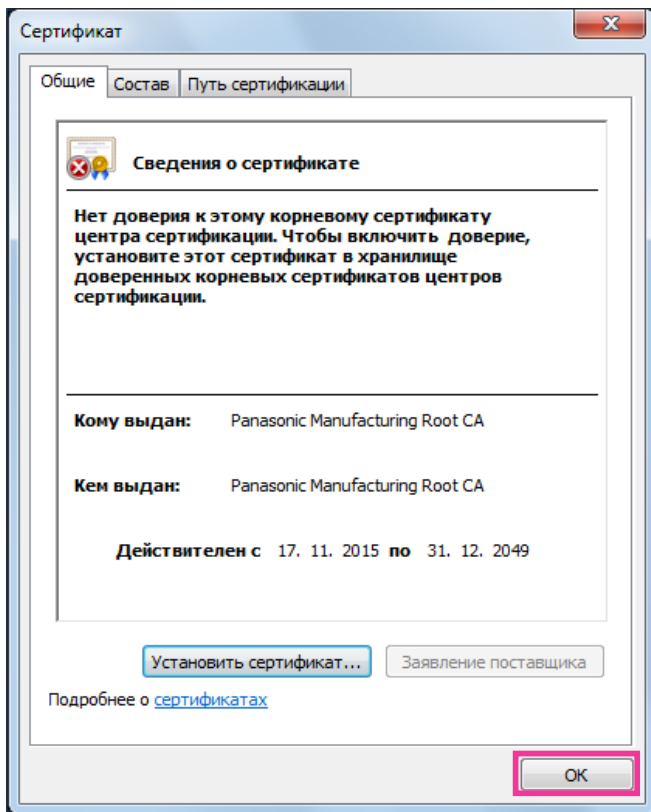 Сертификат
Общие Состав Путь сертификации
Сведения о сертификате
Нет доверия к этому корневому сертификату
центра сертификации. Чтобы включить доверие,
установите этот сертификат в хранилище
доверенных корневых сертификатов центров
сертификации.
Кому выдан: Panasonic Manufacturing Root CA
Кем выдан: Panasonic Manufacturing Root CA
Действителен с 17. 11. 2015 по 31. 12. 2049
Установить сертификат... Заявление поставщика
Подробнее о сертификатах
ОК